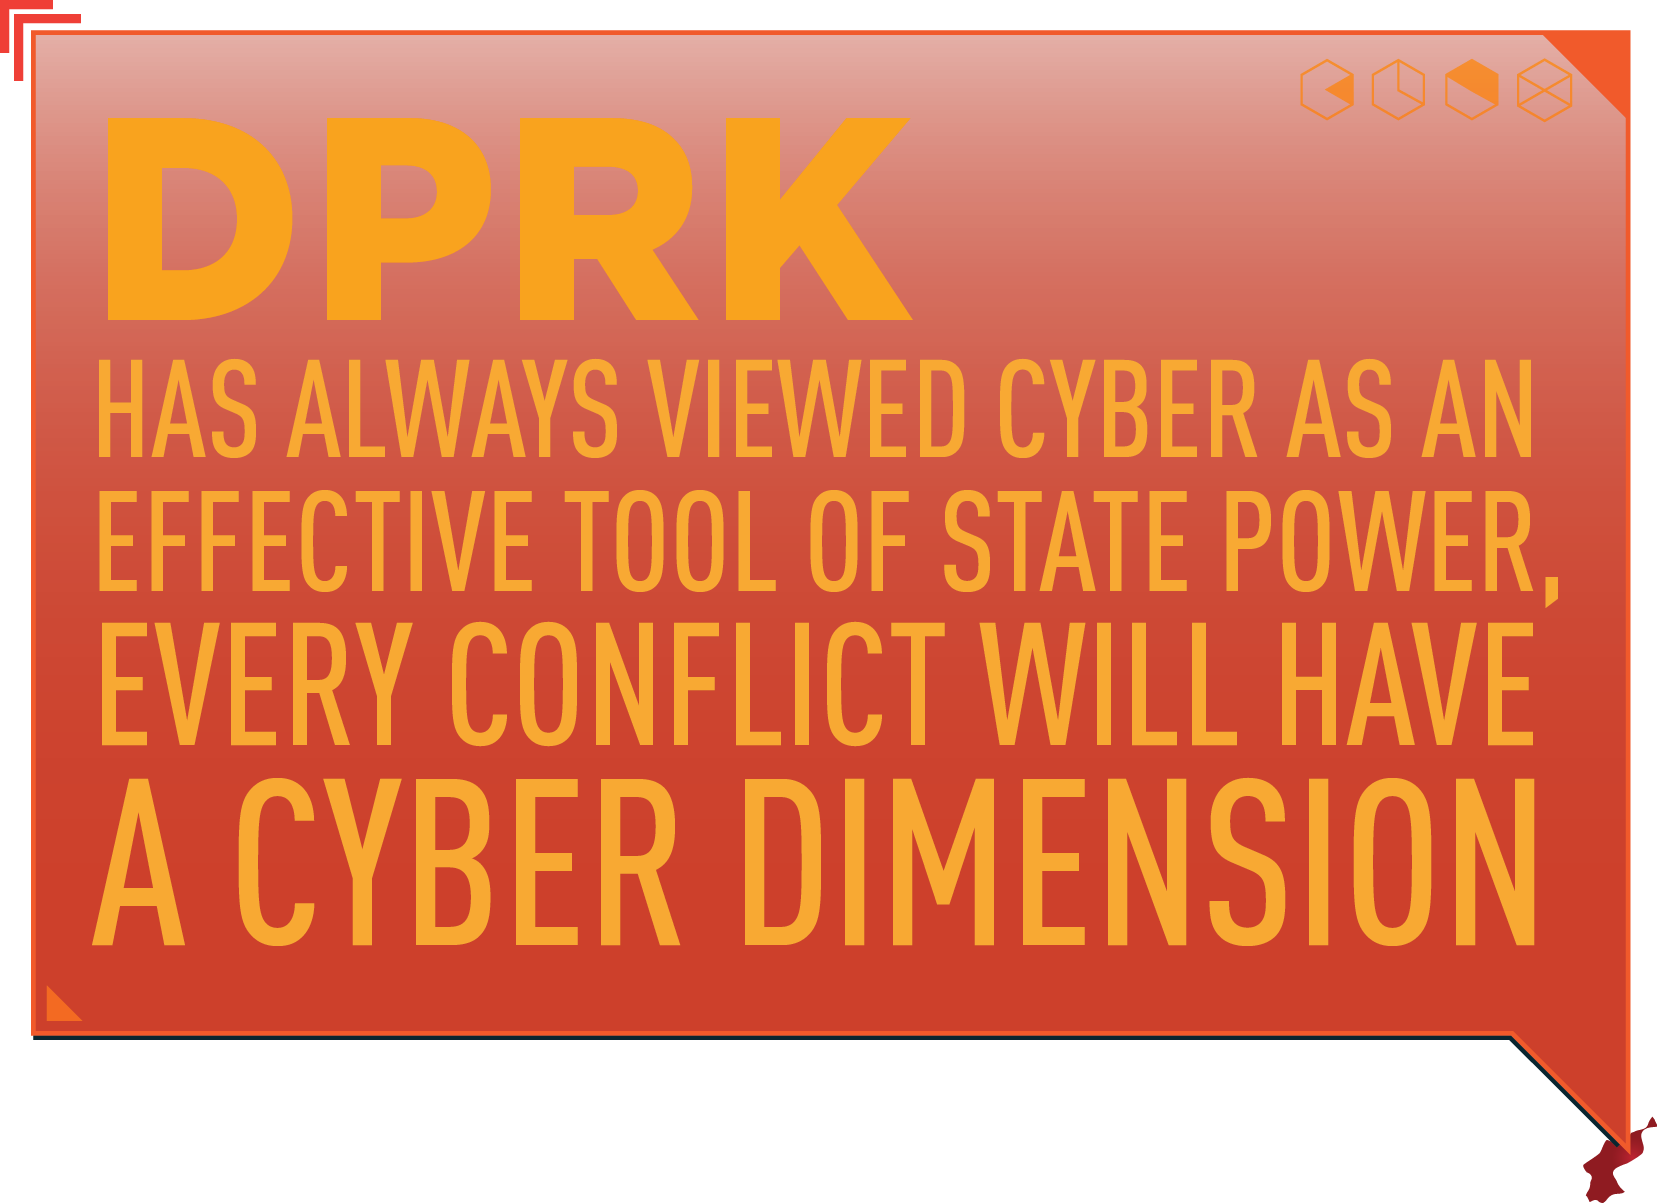 DPRK
HAS ALWAYS VIEWED CYBER AS AN
EFFECTIVE TOOL OF STATE POWER,
EVERY CONFLICT WILL HAVE
A CYBER DIMENSION